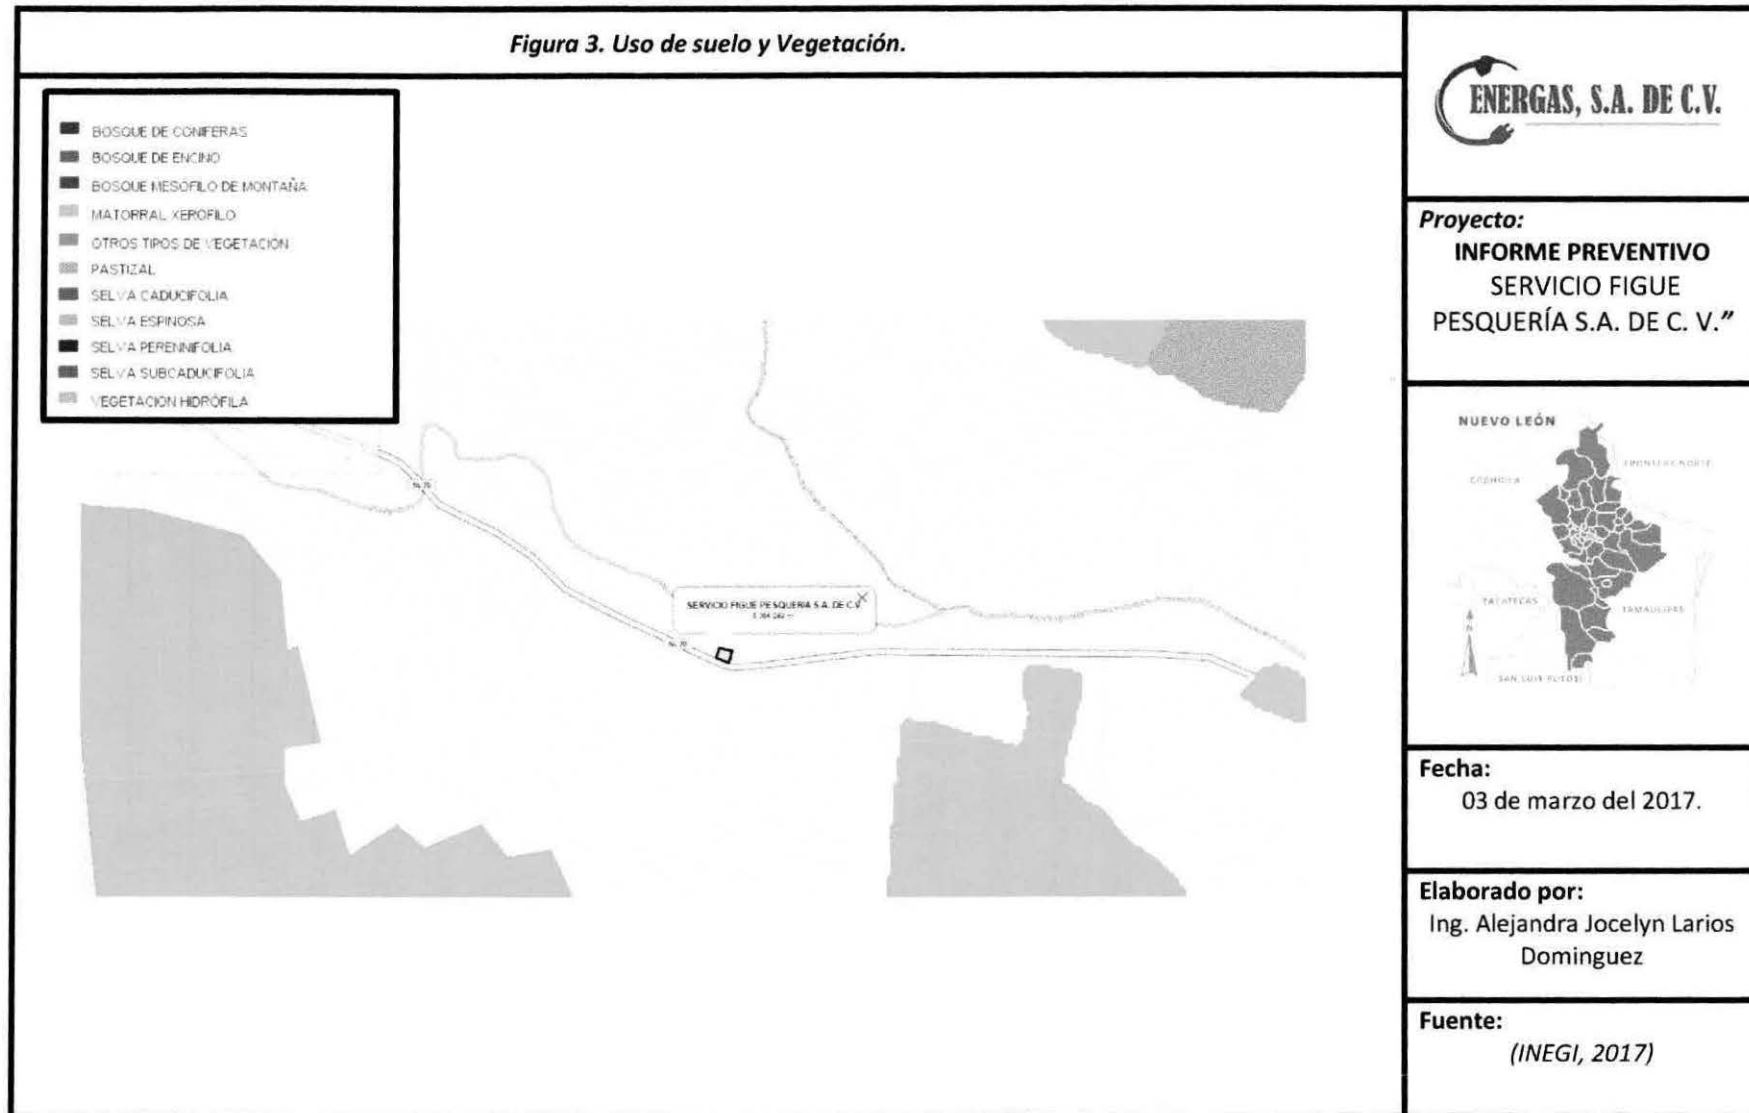 Figura 3. Uso de suelo y Vegetación.
BOSQUE DE CONIFERAS
BOSQUE DE ENCINO
BOSQUE MESÓFILO DE MONTAÑA
MATORRAL XEROFILO
OTROS TIPOS DE VEGETACIÓN
PASTIZAL
SELVA CADUCIFOLIA
SELVA ESPINOSA
SELVA PERENNIFOLIA
SELVA SUBCADUCIFOLIA
VEGETACION HIDRÓFILA
SERVICIO FIGUE PESQUERIA S.A. DE C.V.
ENERGAS, S.A. DE C.V.
Proyecto:
INFORME PREVENTIVO
SERVICIO FIGUE
PESQUERÍA S.A. DE C. V.”
NUEVO LEÓN
FRONTERA NORTE
COAHUILA
ZACATECAS
TAMAULIPAS
N
SAN LUIS POTOSÍ
Fecha:
03 de marzo del 2017.
Elaborado por:
Ing. Alejandra Jocelyn Larios
Dominguez
Fuente:
(INEGI, 2017)